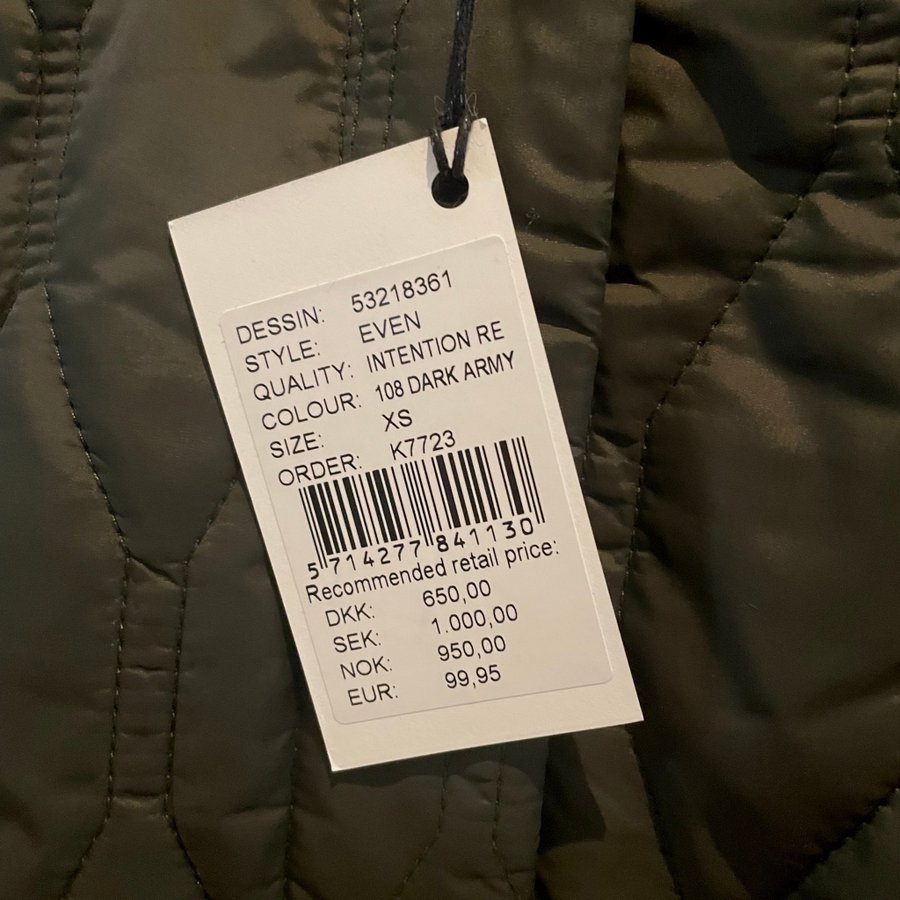 DESSIN: 53218361
STYLE: EVEN
QUALITY: INTENTION RE
COLOUR: 108 DARK ARMY
SIZE: XS
ORDER: K7723
5 714277 841130
Recommended retail price:
DKK: 650,00
SEK: 1.000,00
NOK: 950,00
EUR: 99,95